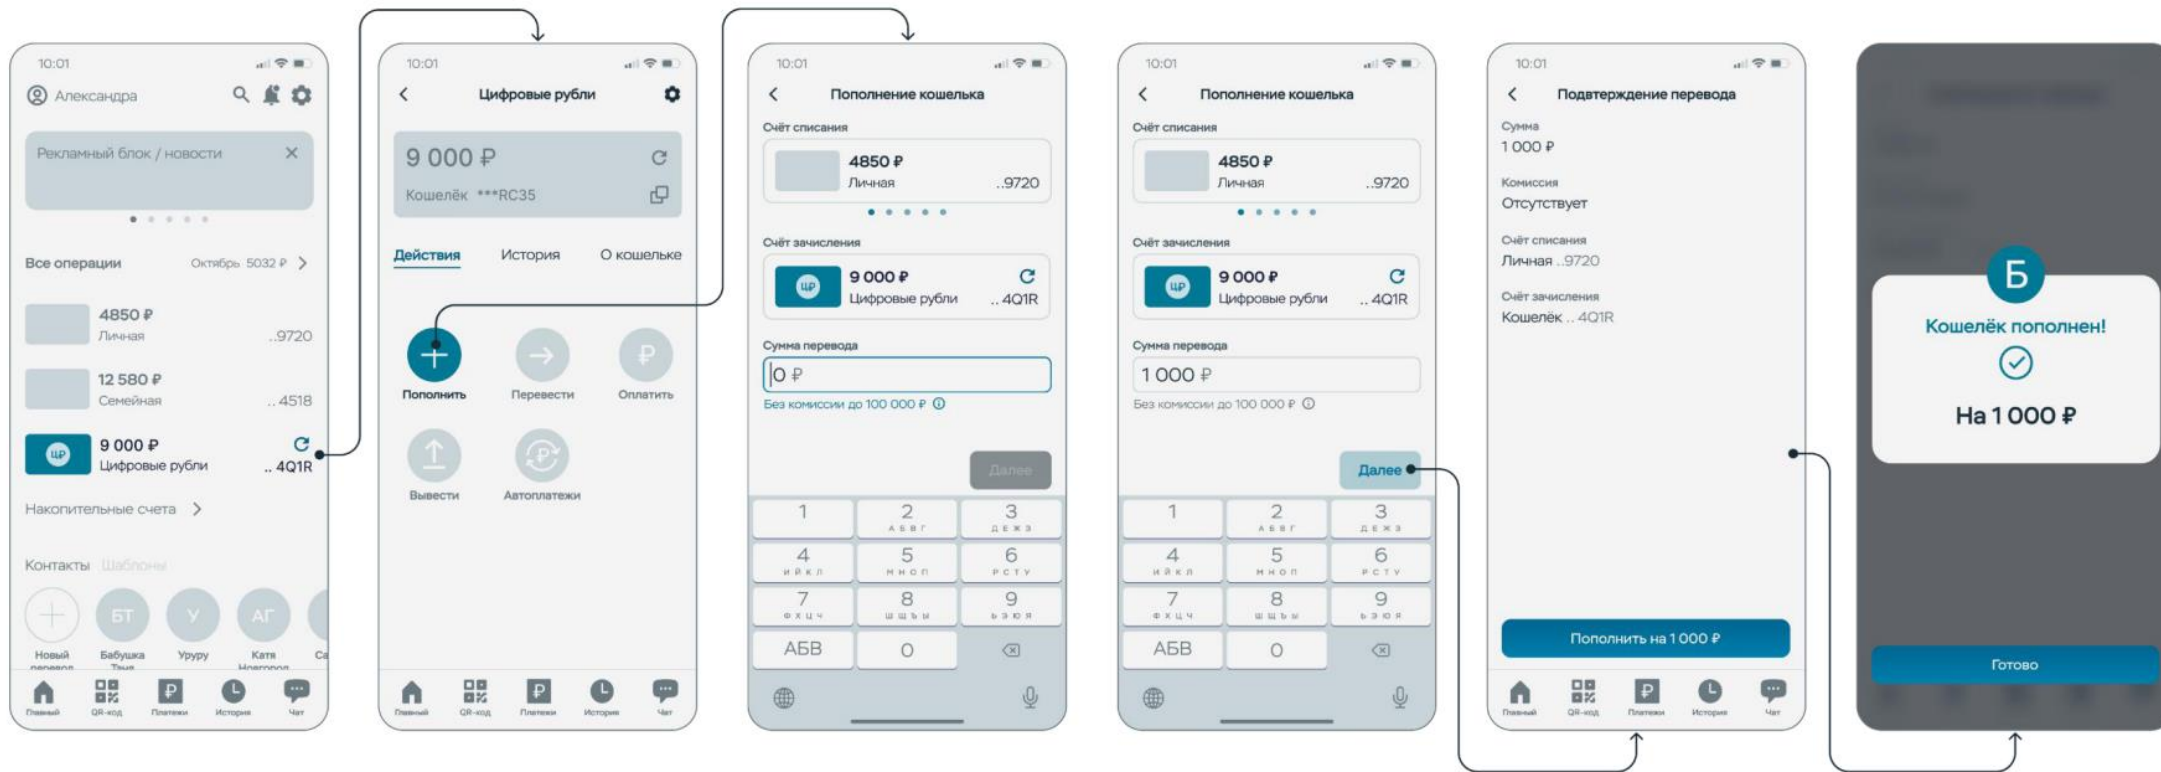 10:01
Александра
Рекламный блок / новости
Все операции Октябрь 5032 ₽
4850 ₽
Личная ..9720
12 580 ₽
Семейная .. 4518
ЦР
9 000 ₽
Цифровые рубли .. 4Q1R
Накопительные счета
Контакты Шаблоны
БТ У АГ
Новый Бабушка Уруру Катя
перевод Таня Новгород
Главный QR-код Платежи История Чат
10:01
Цифровые рубли
9 000 ₽
Кошелёк ***RC35
Действия История О кошельке
Пополнить Перевести Оплатить
Вывести Автоплатежи
Главный QR-код Платежи История Чат
10:01
Пополнение кошелька
Счёт списания
4850 ₽
Личная ..9720
Счёт зачисления
ЦР
9 000 ₽
Цифровые рубли .. 4Q1R
Сумма перевода
0 ₽
Без комиссии до 100 000 ₽
Далее
1 2 3
АБВГ ДЕЖЗ
4 5 6
ИЙКЛ МНОП РСТУ
7 8 9
ФХЦЧ ШЩЪЫ ЬЭЮЯ
АБВ 0
10:01
Пополнение кошелька
Счёт списания
4850 ₽
Личная ..9720
Счёт зачисления
ЦР
9 000 ₽
Цифровые рубли .. 4Q1R
Сумма перевода
1 000 ₽
Без комиссии до 100 000 ₽
Далее
1 2 3
АБВГ ДЕЖЗ
4 5 6
ИЙКЛ МНОП РСТУ
7 8 9
ФХЦЧ ШЩЪЫ ЬЭЮЯ
АБВ 0
10:01
Подвтерждение перевода
Сумма
1 000 ₽
Комиссия
Отсутствует
Счёт списания
Личная ..9720
Счёт зачисления
Кошелёк .. 4Q1R
Пополнить на 1 000 ₽
Главный QR-код Платежи История Чат
Б
Кошелёк пополнен!
На 1 000 ₽
Готово